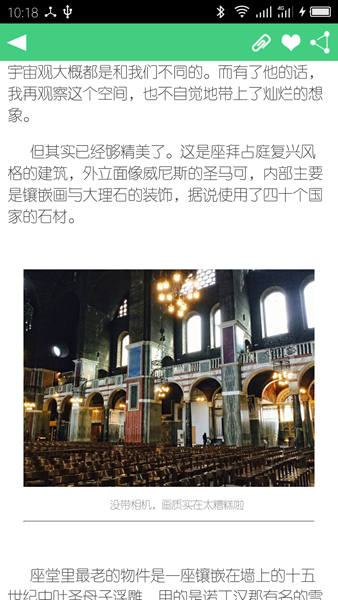 10:18
宇宙观大概都是和我们不同的。而有了他的话，
我再观察这个空间，也不自觉地带上了灿烂的想
象。
但其实已经够精美了。这是座拜占庭复兴风
格的建筑，外立面像威尼斯的圣马可，内部主要
是镶嵌画与大理石的装饰，据说使用了四十个国
家的石材。
没带相机，画质实在太糟糕啦
座堂里最老的物件是一座镶嵌在墙上的十五
世纪中叶圣母子浮雕，用的是诺丁汉郡有名的雪